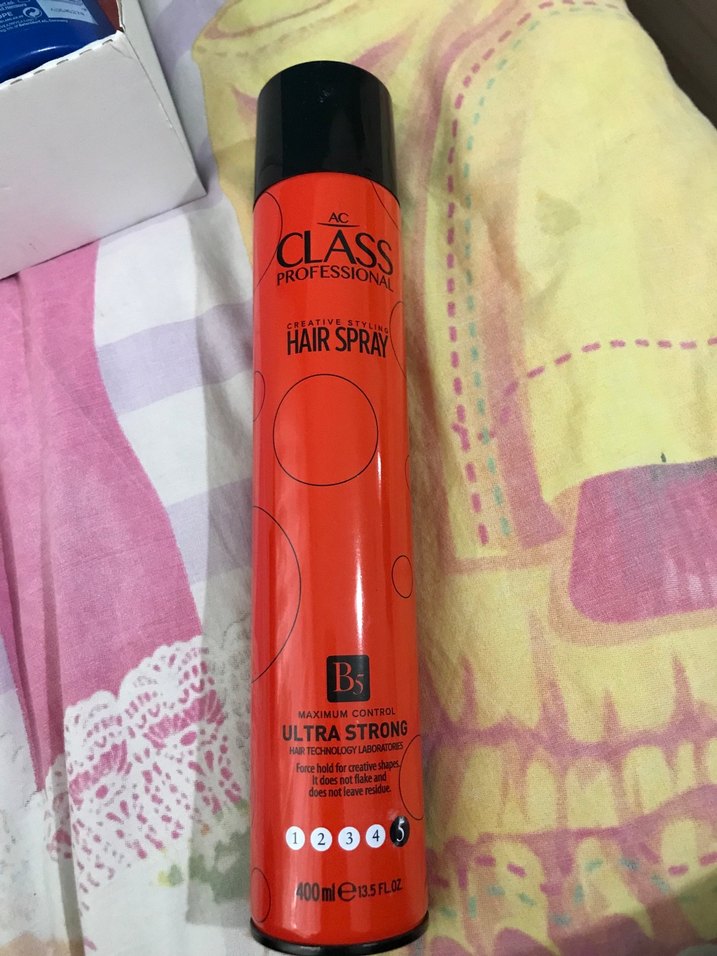 AC
CLASS
PROFESSIONAL
CREATIVE STYLING
HAIR SPRAY
B5
MAXIMUM CONTROL
ULTRA STRONG
HAIR TECHNOLOGY LABORATORIES
Force hold for creative shapes.
It does not flake and
does not leave residue.
1 2 3 4 5
400 ml e 13.5 FL.OZ.